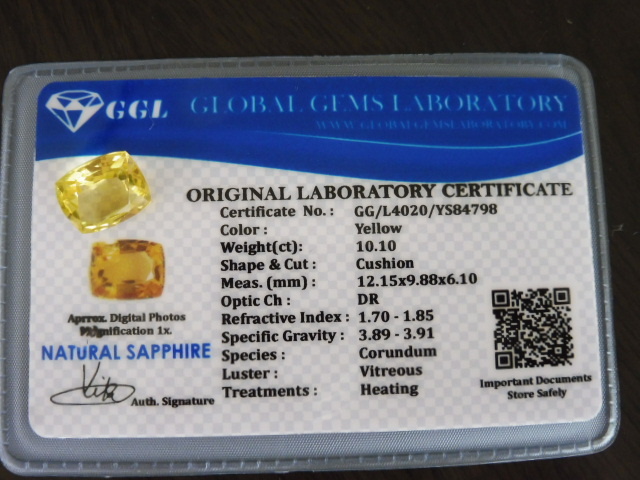 GGL GLOBAL GEMS LABORATORY
WWW.GLOBALGEMSLABORATORY.COM
ORIGINAL LABORATORY CERTIFICATE
Certificate No. : GG/L4020/YS84798
Color : Yellow
Weight(ct): 10.10
Shape & Cut : Cushion
Meas. (mm) : 12.15x9.88x6.10
Optic Ch : DR
Refractive Index : 1.70 - 1.85
Specific Gravity : 3.89 - 3.91
Species : Corundum
Luster : Vitreous
Treatments : Heating
Aprrox. Digital Photos
1x.
NATURAL SAPPHIRE
Auth. Signature
Important Documents
Store Safely